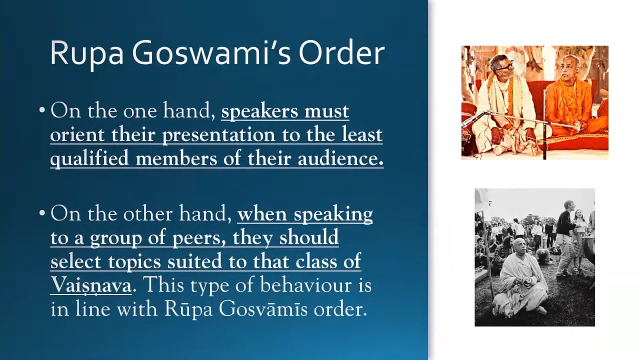 Rupa Goswami's Order
• On the one hand, speakers must
orient their presentation to the least
qualified members of their audience.
• On the other hand, when speaking
to a group of peers, they should
select topics suited to that class of
Vaiṣṇava. This type of behaviour is
in line with Rūpa Gosvāmīs order.